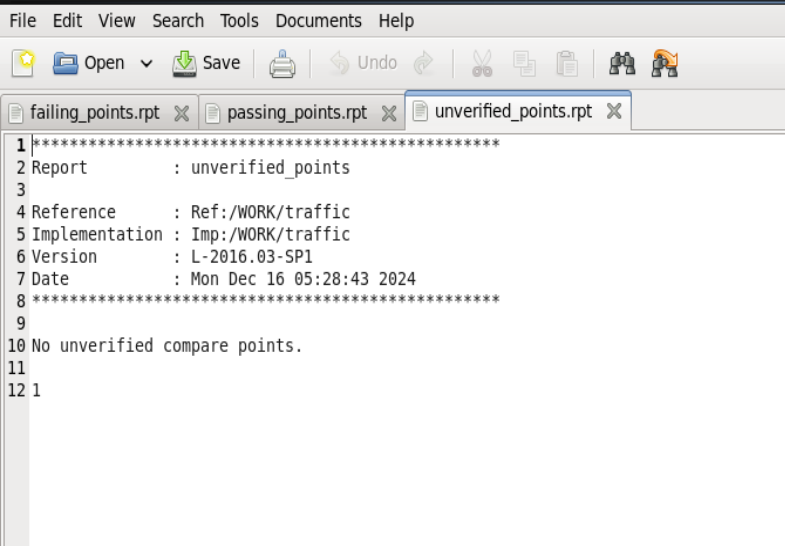 File Edit View Search Tools Documents Help
Open Save Undo
failing_points.rpt passing_points.rpt unverified_points.rpt
1 **************************************************
2 Report         : unverified_points
3
4 Reference      : Ref:/WORK/traffic
5 Implementation : Imp:/WORK/traffic
6 Version        : L-2016.03-SP1
7 Date           : Mon Dec 16 05:28:43 2024
8 **************************************************
9
10 No unverified compare points.
11
12 1